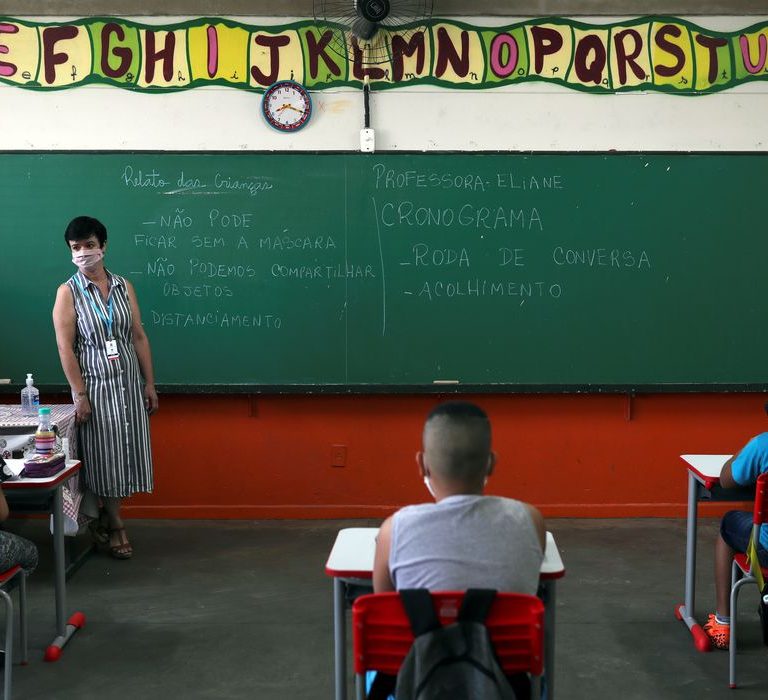 E F G H I J K L M N O P Q R S T U
Relato das Crianças
– NÃO PODE
FICAR SEM A MÁSCARA
– NÃO PODEMOS COMPARTILHAR
OBJETOS
DISTANCIAMENTO
PROFESSORA- ELIANE
CRONOGRAMA
– RODA DE CONVERSA
– ACOLHIMENTO